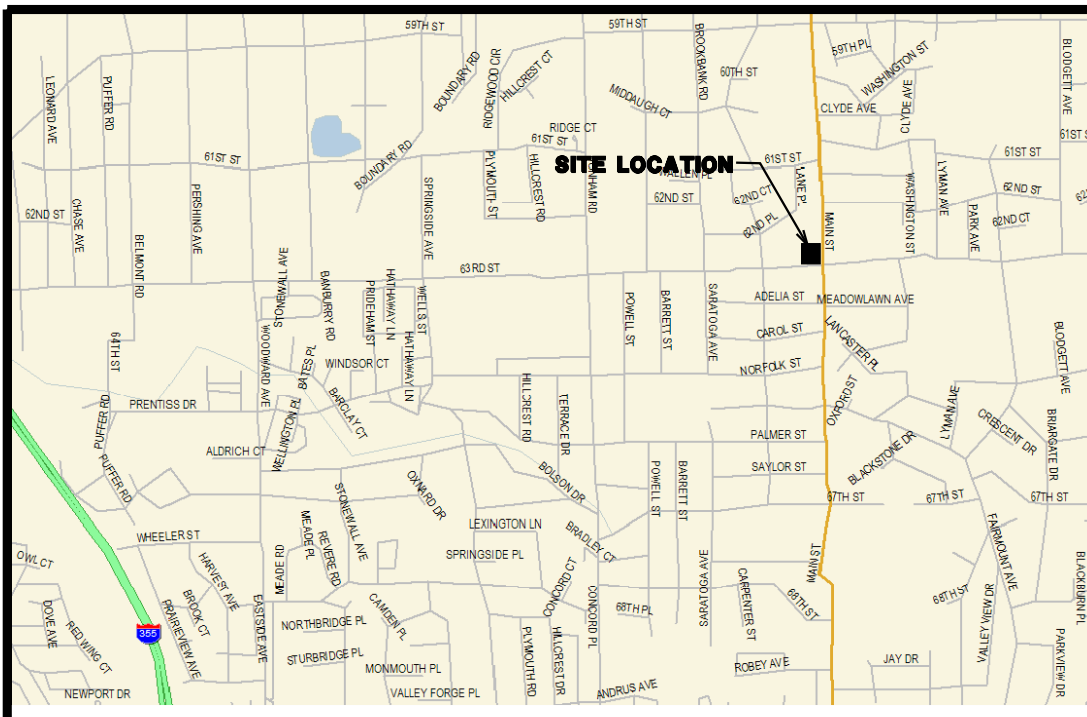 59TH ST
59TH ST
59TH PL
WASHINGTON ST
BLODGETT AVE
BROOKBANK RD
BOUNDARY RD
RIDGEWOOD CIR
HILLCREST CT
60TH ST
LEONARD AVE
PUFFER RD
MIDDAUGH CT
CLYDE AVE
CLYDE AVE
RIDGE CT
61ST ST
61ST S
61ST ST
BOUNDARY RD
61ST ST
61ST ST
SITE LOCATION
PLYMOUTH ST
HILLCREST RD
LANE PL
LYMAN AVE
WASHINGTON ST
62ND ST
62ND ST
62ND CT
62ND ST
CHASE AVE
PERSHING AVE
SPRINGSIDE AVE
62ND PL
MAIN ST
PARK AVE
62ND CT
BELMONT RD
STONEWALL AVE
63RD ST
BANBURRY RD
PRIDEHAM ST
HATHAWAY LN
WELLS ST
POWELL ST
BARRETT ST
SARATOGA AVE
ADELIA ST
MEADOWLAWN AVE
64TH ST
WOODWARD AVE
BATES PL
WINDSOR CT
HATHAWAY LN
CAROL ST
LANCASTER PL
BLODGETT AVE
NORFOLK ST
PRENTISS DR
BARCLAY CT
HILLCREST RD
TERRACE DR
OXFORD ST
LYMAN AVE
CRESCENT DR
BRIARGATE DR
PUFFER RD
WELLINGTON PL
PALMER ST
ALDRICH CT
BLACKSTONE DR
PUFFER RD
OXNARD DR
BOLSON DR
POWELL ST
BARRETT ST
SAYLOR ST
67TH ST
67TH ST
67TH ST
STONEWALL AVE
MEADE PL
REVERE RD
LEXINGTON LN
BRADLEY CT
FAIRMOUNT AVE
WHEELER ST
SPRINGSIDE PL
OWL CT
HARVEST AVE
MEADE RD
CONCORD CT
CONCORD PL
SARATOGA AVE
CARPENTER ST
MAIN ST
68TH ST
68TH ST
BLACKBURN PL
DOVE AVE
RED WING CT
BROOK CT
PRAIRIEVIEW AVE
EASTSIDE AVE
CAMDEN PL
68TH PL
VALLEY VIEW DR
NORTHBRIDGE PL
355
STURBRIDGE PL
MONMOUTH PL
PLYMOUTH RD
HILLCREST DR
ROBEY AVE
JAY DR
PARKVIEW DR
NEWPORT DR
VALLEY FORGE PL
ANDRUS AVE